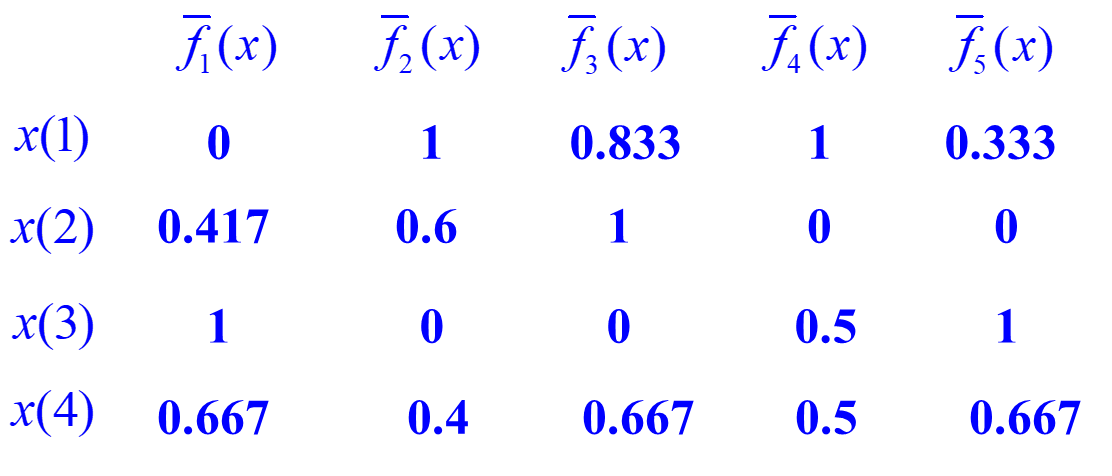 f̅₁(x) f̅₂(x) f̅₃(x) f̅₄(x) f̅₅(x)
x(1) 0 1 0.833 1 0.333
x(2) 0.417 0.6 1 0 0
x(3) 1 0 0 0.5 1
x(4) 0.667 0.4 0.667 0.5 0.667